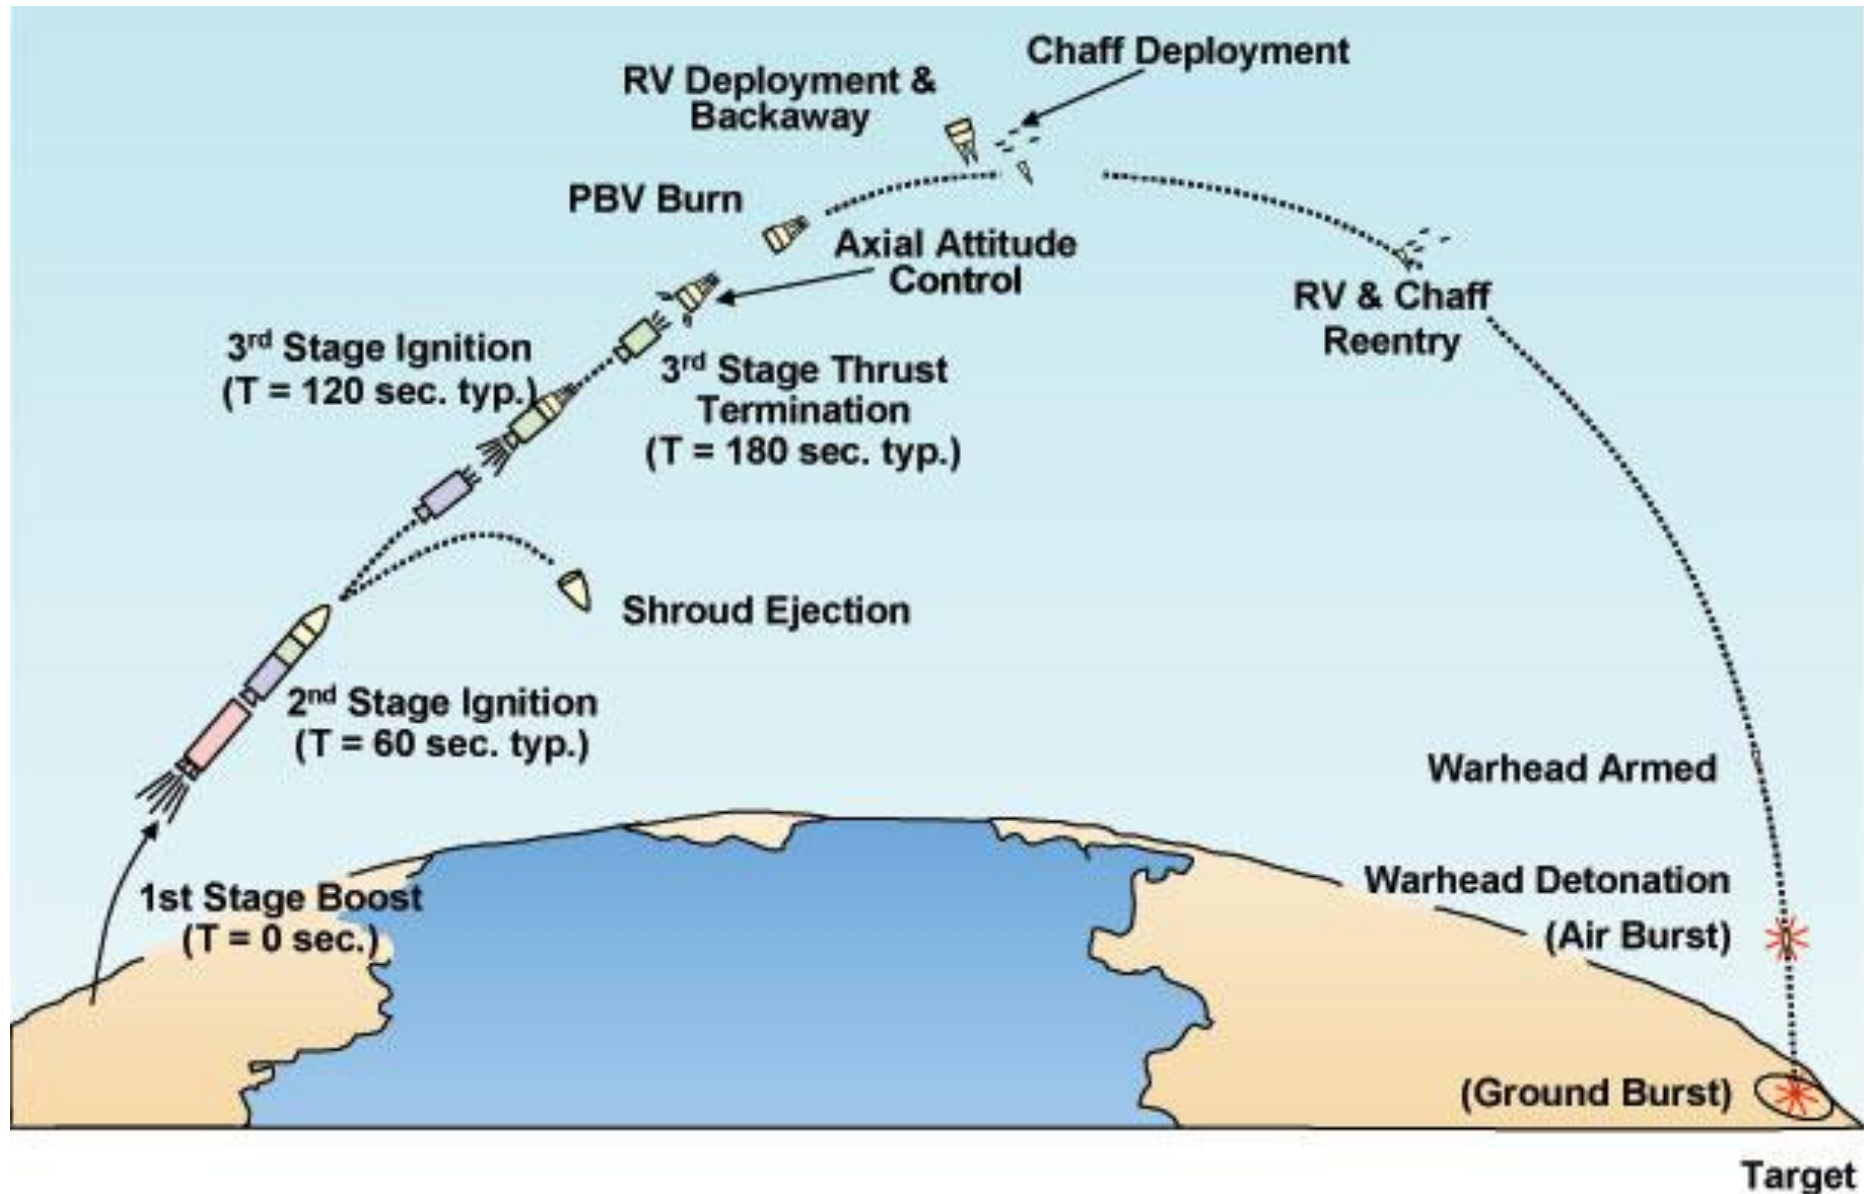 Chaff Deployment
RV Deployment &
Backaway
PBV Burn
Axial Attitude
Control
RV & Chaff
Reentry
3rd Stage Ignition
(T = 120 sec. typ.)
3rd Stage Thrust
Termination
(T = 180 sec. typ.)
Shroud Ejection
2nd Stage Ignition
(T = 60 sec. typ.)
Warhead Armed
1st Stage Boost
(T = 0 sec.)
Warhead Detonation
(Air Burst)
(Ground Burst)
Target